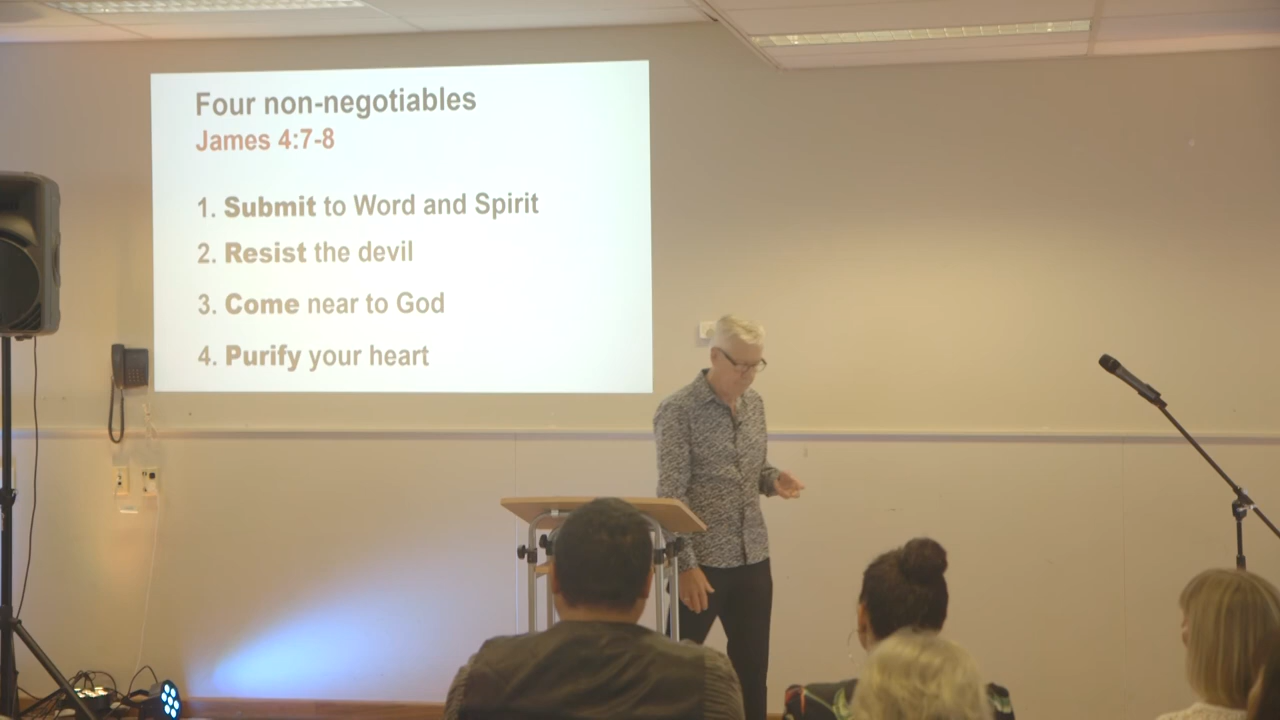 Four non-negotiables
James 4:7-8
1. Submit to Word and Spirit
2. Resist the devil
3. Come near to God
4. Purify your heart